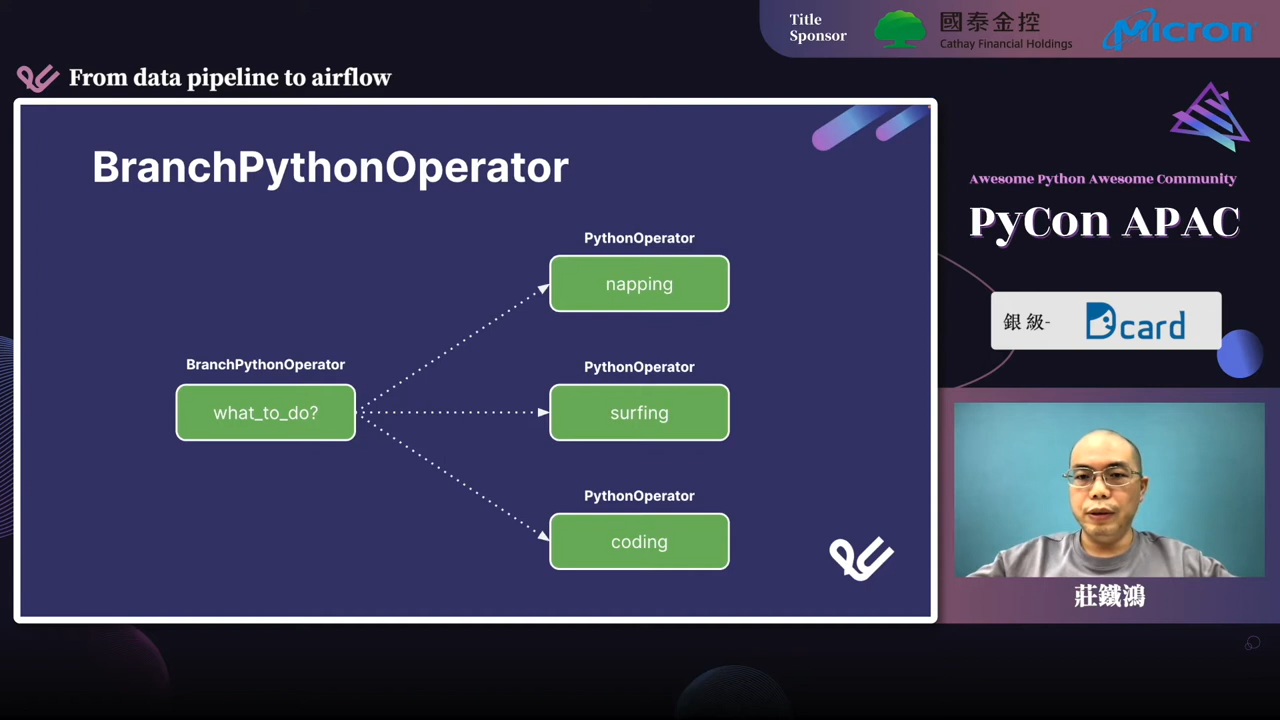 Title
Sponsor
國泰金控
Cathay Financial Holdings
Micron
From data pipeline to airflow
BranchPythonOperator
PythonOperator
napping
BranchPythonOperator
what_to_do?
PythonOperator
surfing
PythonOperator
coding
Awesome Python Awesome Community
PyCon APAC
銀級-
Dcard
莊鐵鴻